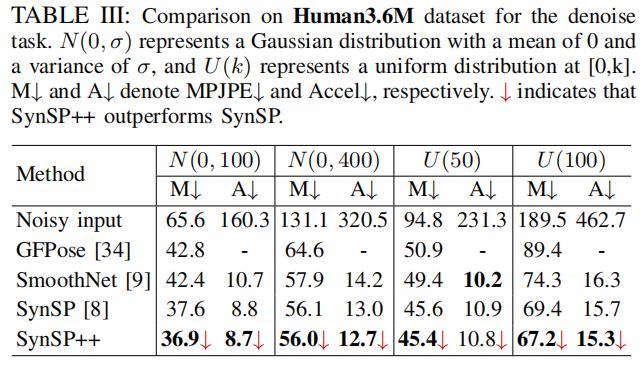 TABLE III: Comparison on Human3.6M dataset for the denoise
task. N(0, σ) represents a Gaussian distribution with a mean of 0 and
a variance of σ, and U(k) represents a uniform distribution at [0,k].
M↓ and A↓ denote MPJPE↓ and Accel↓, respectively. ↓ indicates that
SynSP++ outperforms SynSP.
Method N(0, 100) N(0, 400) U(50) U(100)
M↓ A↓ M↓ A↓ M↓ A↓ M↓ A↓
Noisy input 65.6 160.3 131.1 320.5 94.8 231.3 189.5 462.7
GFPose [34] 42.8 - 64.6 - 50.9 - 89.4 -
SmoothNet [9] 42.4 10.7 57.9 14.2 49.4 10.2 74.3 16.3
SynSP [8] 37.6 8.8 56.1 13.0 45.6 10.9 69.4 15.7
SynSP++ 36.9↓ 8.7↓ 56.0↓ 12.7↓ 45.4↓ 10.8↓ 67.2↓ 15.3↓